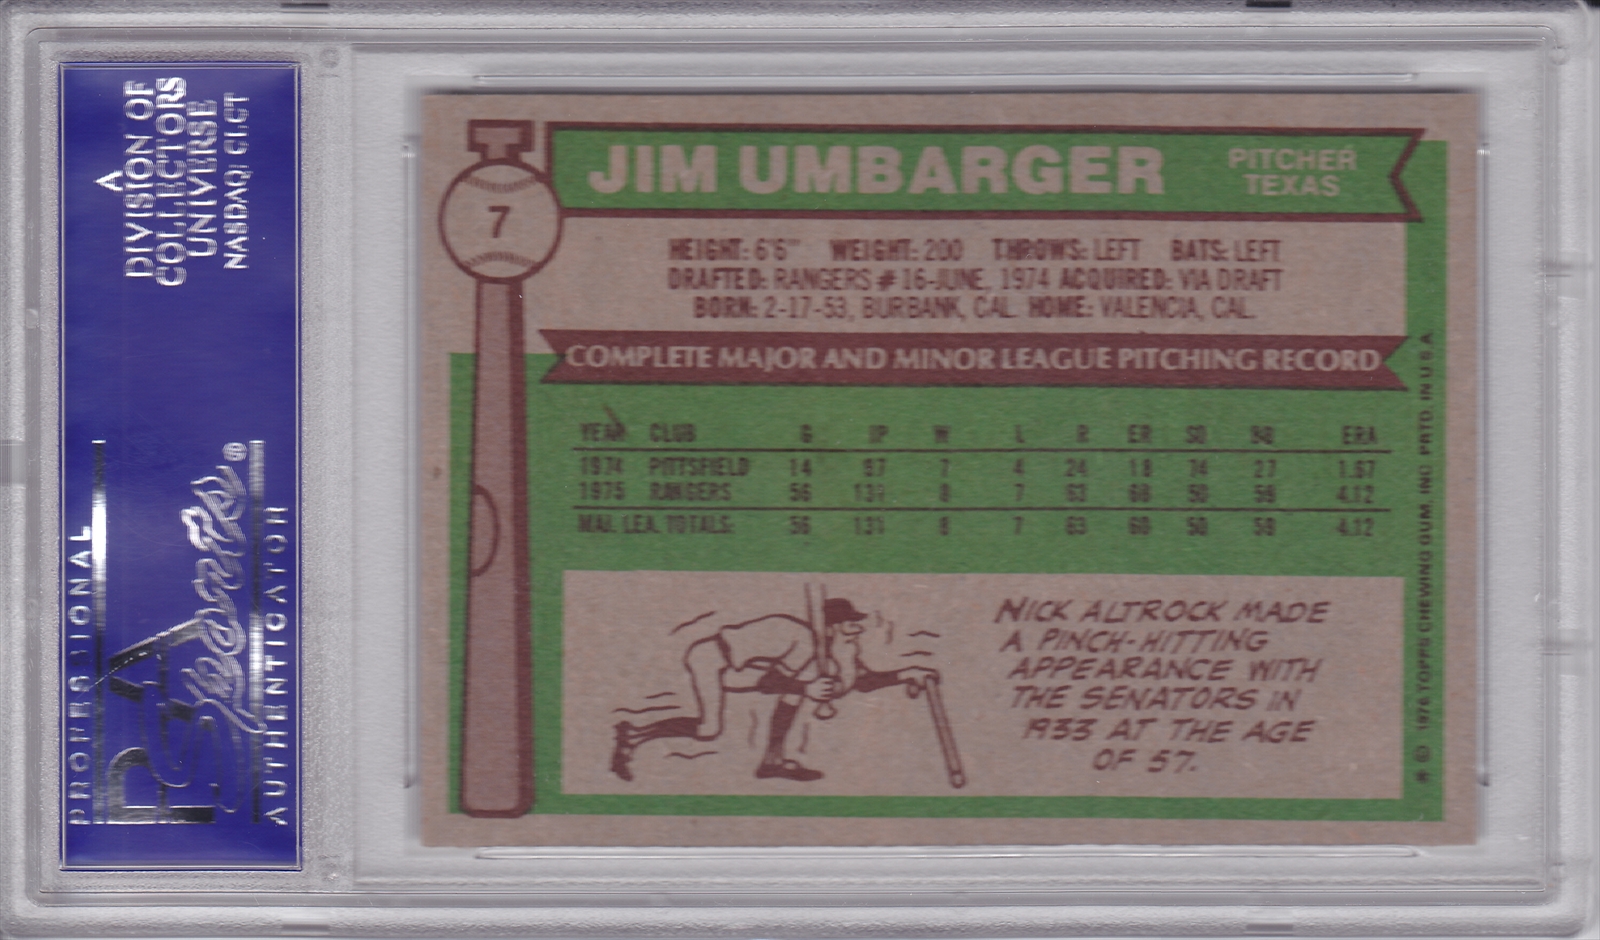 A
DIVISION OF
COLLECTORS
UNIVERSE
NASDAQ: CLCT
PROFESSIONAL
PSA
Sports®
AUTHENTICATOR
7
JIM UMBARGER
PITCHER
TEXAS
HEIGHT: 6'6" WEIGHT: 200 THROWS: LEFT BATS: LEFT
DRAFTED: RANGERS # 16-JUNE, 1974 ACQUIRED: VIA DRAFT
BORN: 2-17-53, BURBANK, CAL. HOME: VALENCIA, CAL.
COMPLETE MAJOR AND MINOR LEAGUE PITCHING RECORD
YEAR CLUB G IP W L R ER SO BB ERA
1974 PITTSFIELD 14 97 7 4 24 18 74 27 1.67
1975 RANGERS 56 131 8 7 63 60 50 59 4.12
MAJ. LEA. TOTALS: 56 131 8 7 63 60 50 59 4.12
NICK ALTROCK MADE
A PINCH-HITTING
APPEARANCE WITH
THE SENATORS IN
1933 AT THE AGE
OF 57.
* © 1976 TOPPS CHEWING GUM, INC. PRTD. IN U.S.A.